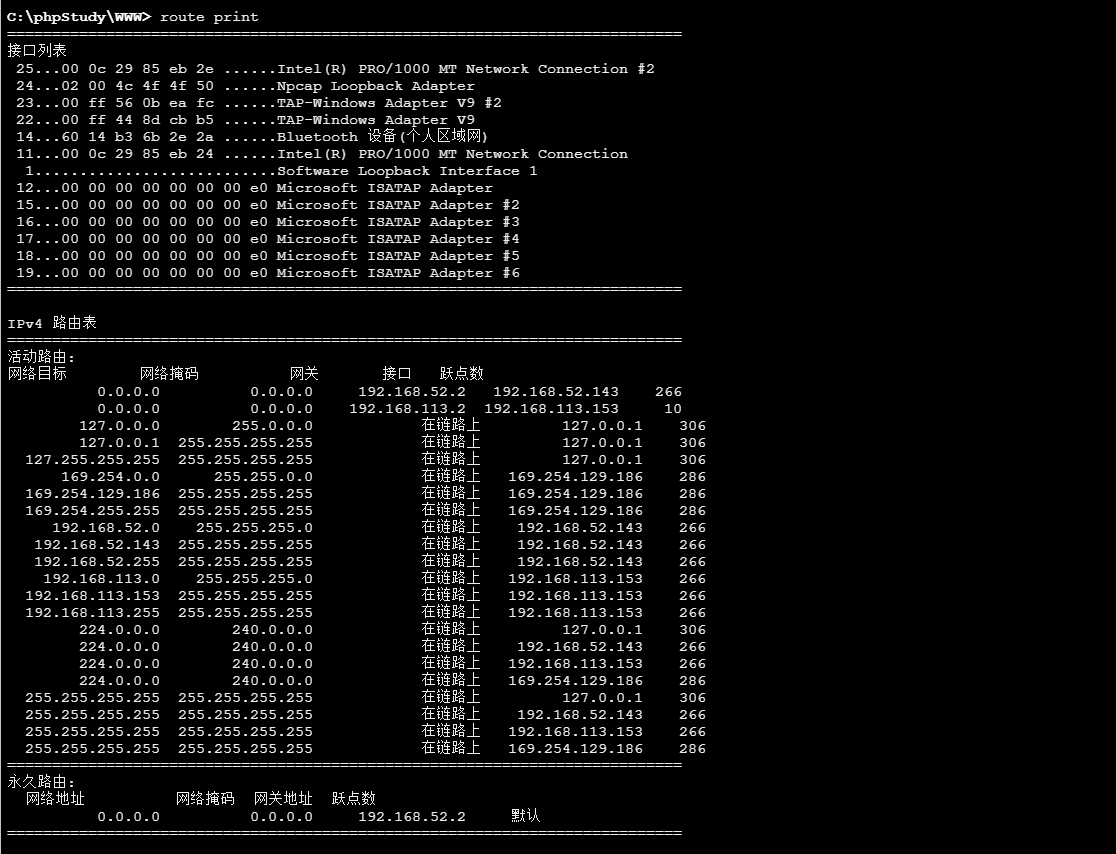 C:\phpStudy\WWW> route print
===========================================================================
接口列表
 25...00 0c 29 85 eb 2e ......Intel(R) PRO/1000 MT Network Connection #2
 24...02 00 4c 4f 4f 50 ......Npcap Loopback Adapter
 23...00 ff 56 0b ea fc ......TAP-Windows Adapter V9 #2
 22...00 ff 44 8d cb b5 ......TAP-Windows Adapter V9
 14...60 14 b3 6b 2e 2a ......Bluetooth 设备(个人区域网)
 11...00 0c 29 85 eb 24 ......Intel(R) PRO/1000 MT Network Connection
  1...........................Software Loopback Interface 1
 12...00 00 00 00 00 00 00 e0 Microsoft ISATAP Adapter
 15...00 00 00 00 00 00 00 e0 Microsoft ISATAP Adapter #2
 16...00 00 00 00 00 00 00 e0 Microsoft ISATAP Adapter #3
 17...00 00 00 00 00 00 00 e0 Microsoft ISATAP Adapter #4
 18...00 00 00 00 00 00 00 e0 Microsoft ISATAP Adapter #5
 19...00 00 00 00 00 00 00 e0 Microsoft ISATAP Adapter #6
===========================================================================
IPv4 路由表
===========================================================================
活动路由:
网络目标        网络掩码          网关       接口   跃点数
          0.0.0.0          0.0.0.0     192.168.52.2   192.168.52.143    266
          0.0.0.0          0.0.0.0    192.168.113.2  192.168.113.153     10
        127.0.0.0        255.0.0.0            在链路上         127.0.0.1    306
        127.0.0.1  255.255.255.255            在链路上         127.0.0.1    306
  127.255.255.255  255.255.255.255            在链路上         127.0.0.1    306
      169.254.0.0      255.255.0.0            在链路上   169.254.129.186    286
  169.254.129.186  255.255.255.255            在链路上   169.254.129.186    286
  169.254.255.255  255.255.255.255            在链路上   169.254.129.186    286
     192.168.52.0    255.255.255.0            在链路上    192.168.52.143    266
   192.168.52.143  255.255.255.255            在链路上    192.168.52.143    266
   192.168.52.255  255.255.255.255            在链路上    192.168.52.143    266
    192.168.113.0    255.255.255.0            在链路上   192.168.113.153    266
  192.168.113.153  255.255.255.255            在链路上   192.168.113.153    266
  192.168.113.255  255.255.255.255            在链路上   192.168.113.153    266
        224.0.0.0        240.0.0.0            在链路上         127.0.0.1    306
        224.0.0.0        240.0.0.0            在链路上    192.168.52.143    266
        224.0.0.0        240.0.0.0            在链路上   192.168.113.153    266
        224.0.0.0        240.0.0.0            在链路上   169.254.129.186    286
  255.255.255.255  255.255.255.255            在链路上         127.0.0.1    306
  255.255.255.255  255.255.255.255            在链路上    192.168.52.143    266
  255.255.255.255  255.255.255.255            在链路上   192.168.113.153    266
  255.255.255.255  255.255.255.255            在链路上   169.254.129.186    286
===========================================================================
永久路由:
  网络地址          网络掩码  网关地址  跃点数
          0.0.0.0          0.0.0.0     192.168.52.2     默认
===========================================================================